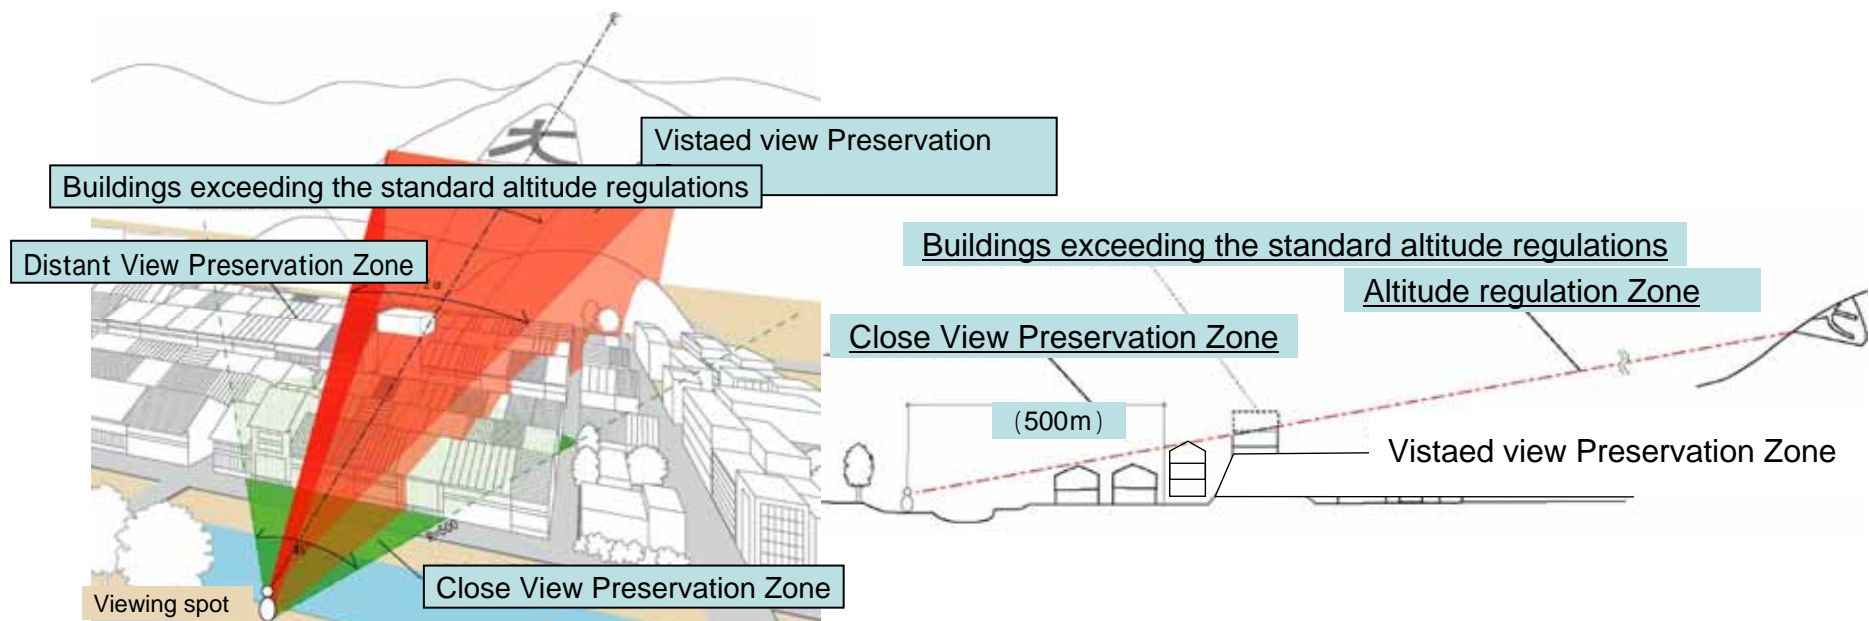 大
Vistaed view Preservation
Buildings exceeding the standard altitude regulations
Distant View Preservation Zone
Close View Preservation Zone
Viewing spot
Buildings exceeding the standard altitude regulations
Altitude regulation Zone
Close View Preservation Zone
(500m)
Vistaed view Preservation Zone